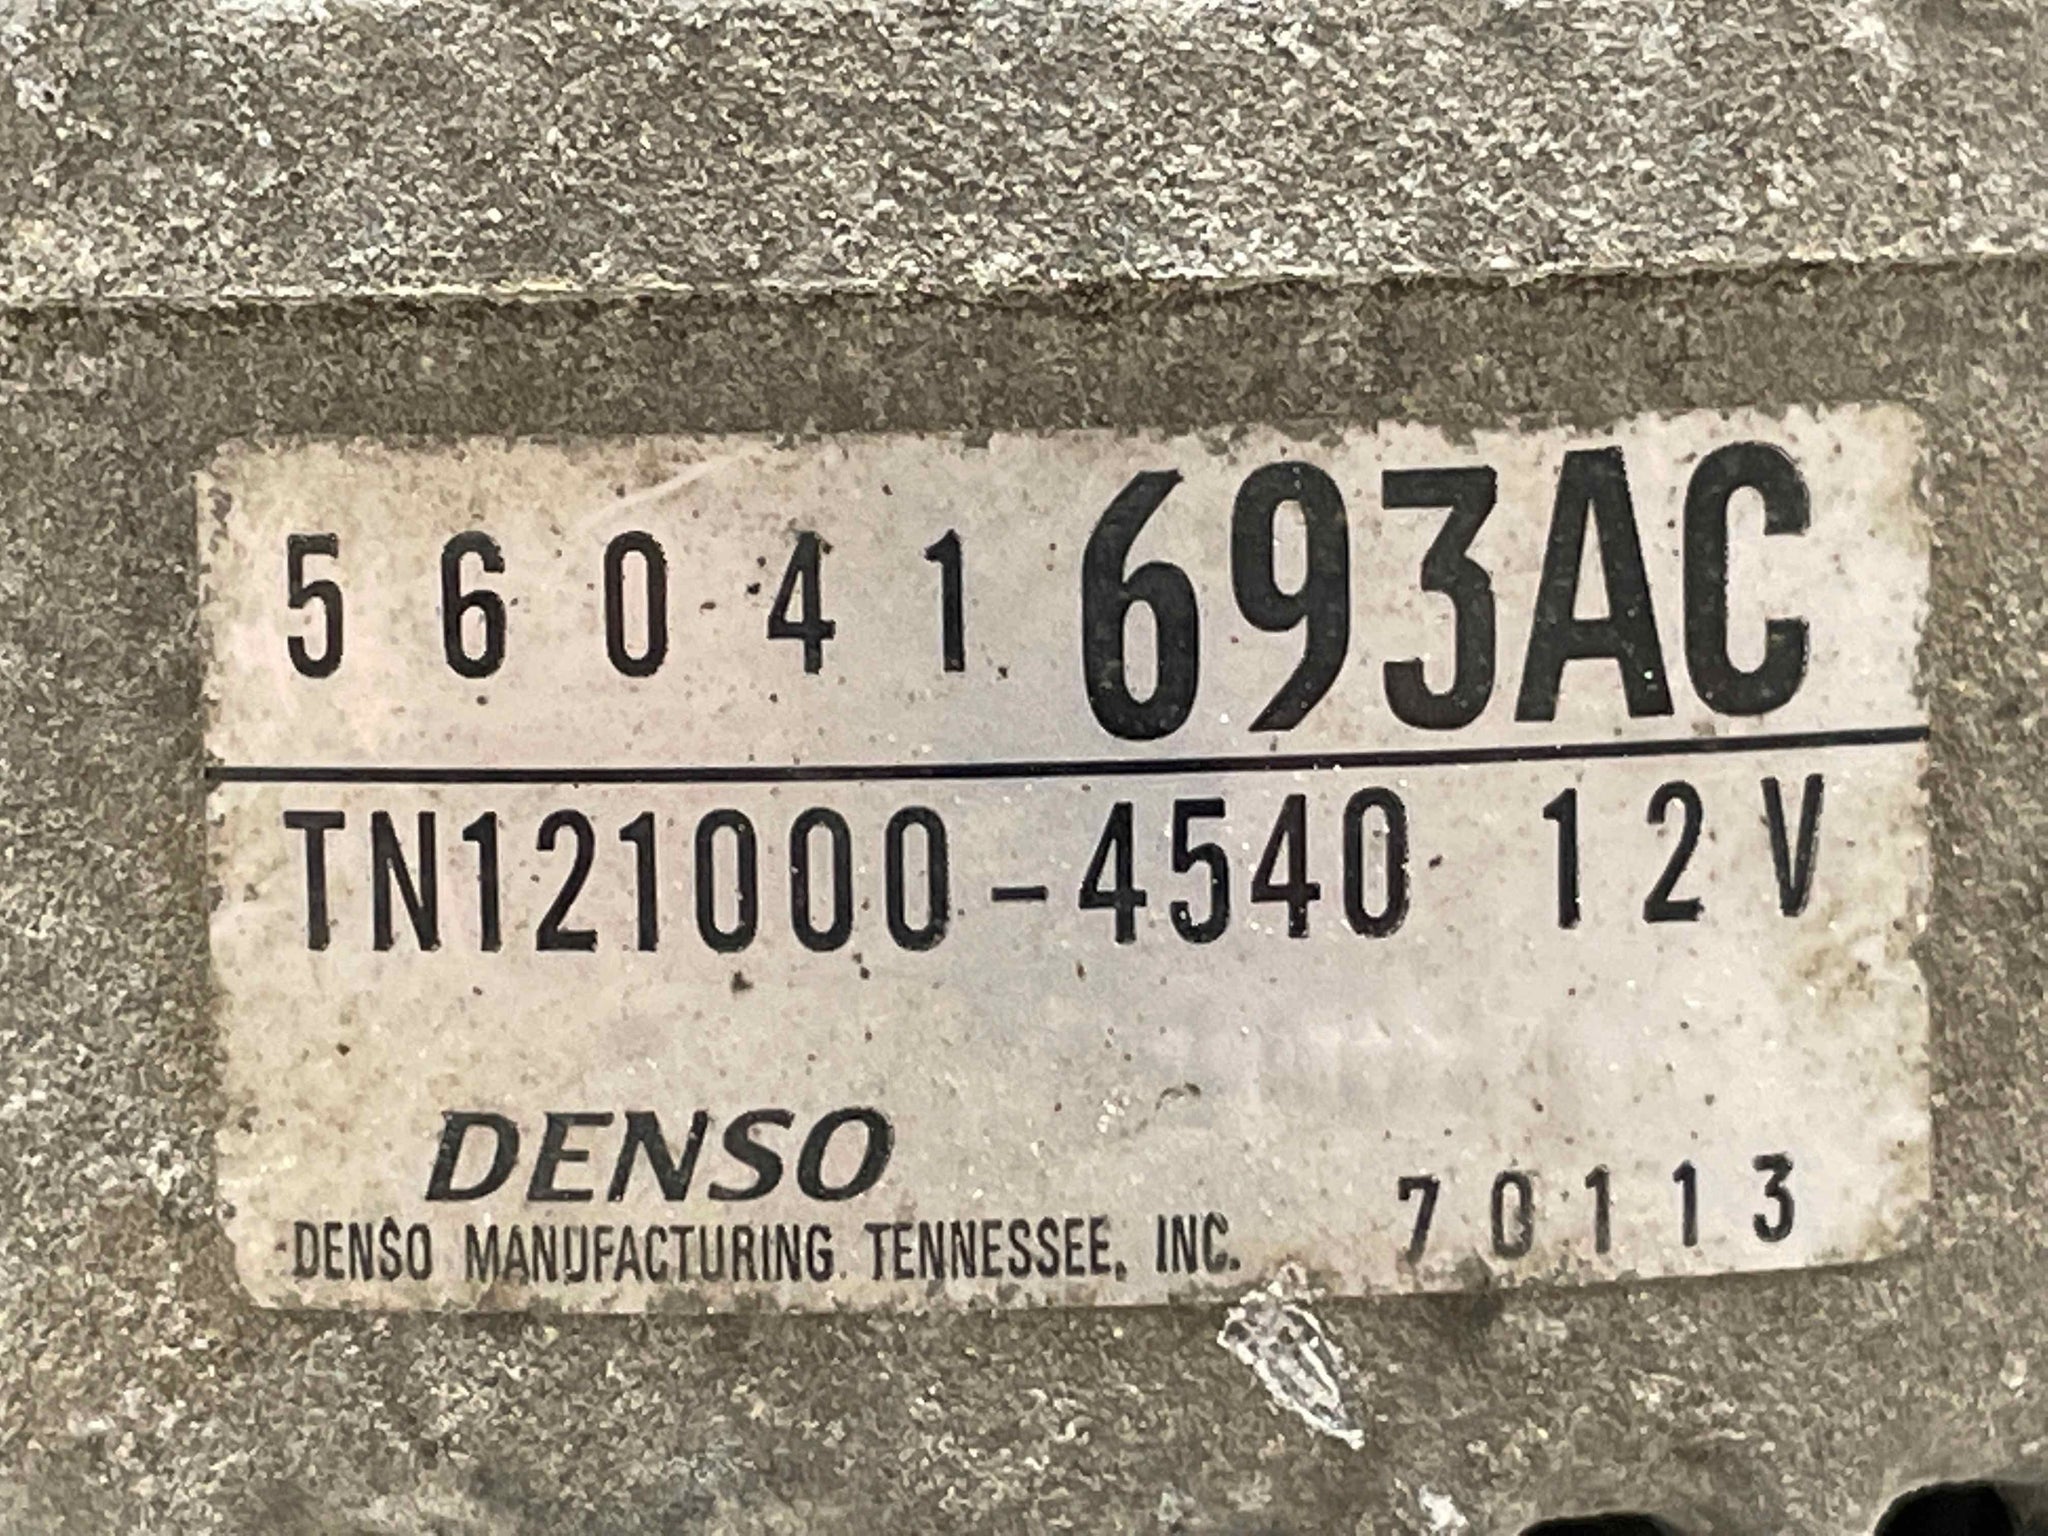 56041693AC
TN121000-4540 12V
DENSO
DENSO MANUFACTURING TENNESSEE, INC. 70113